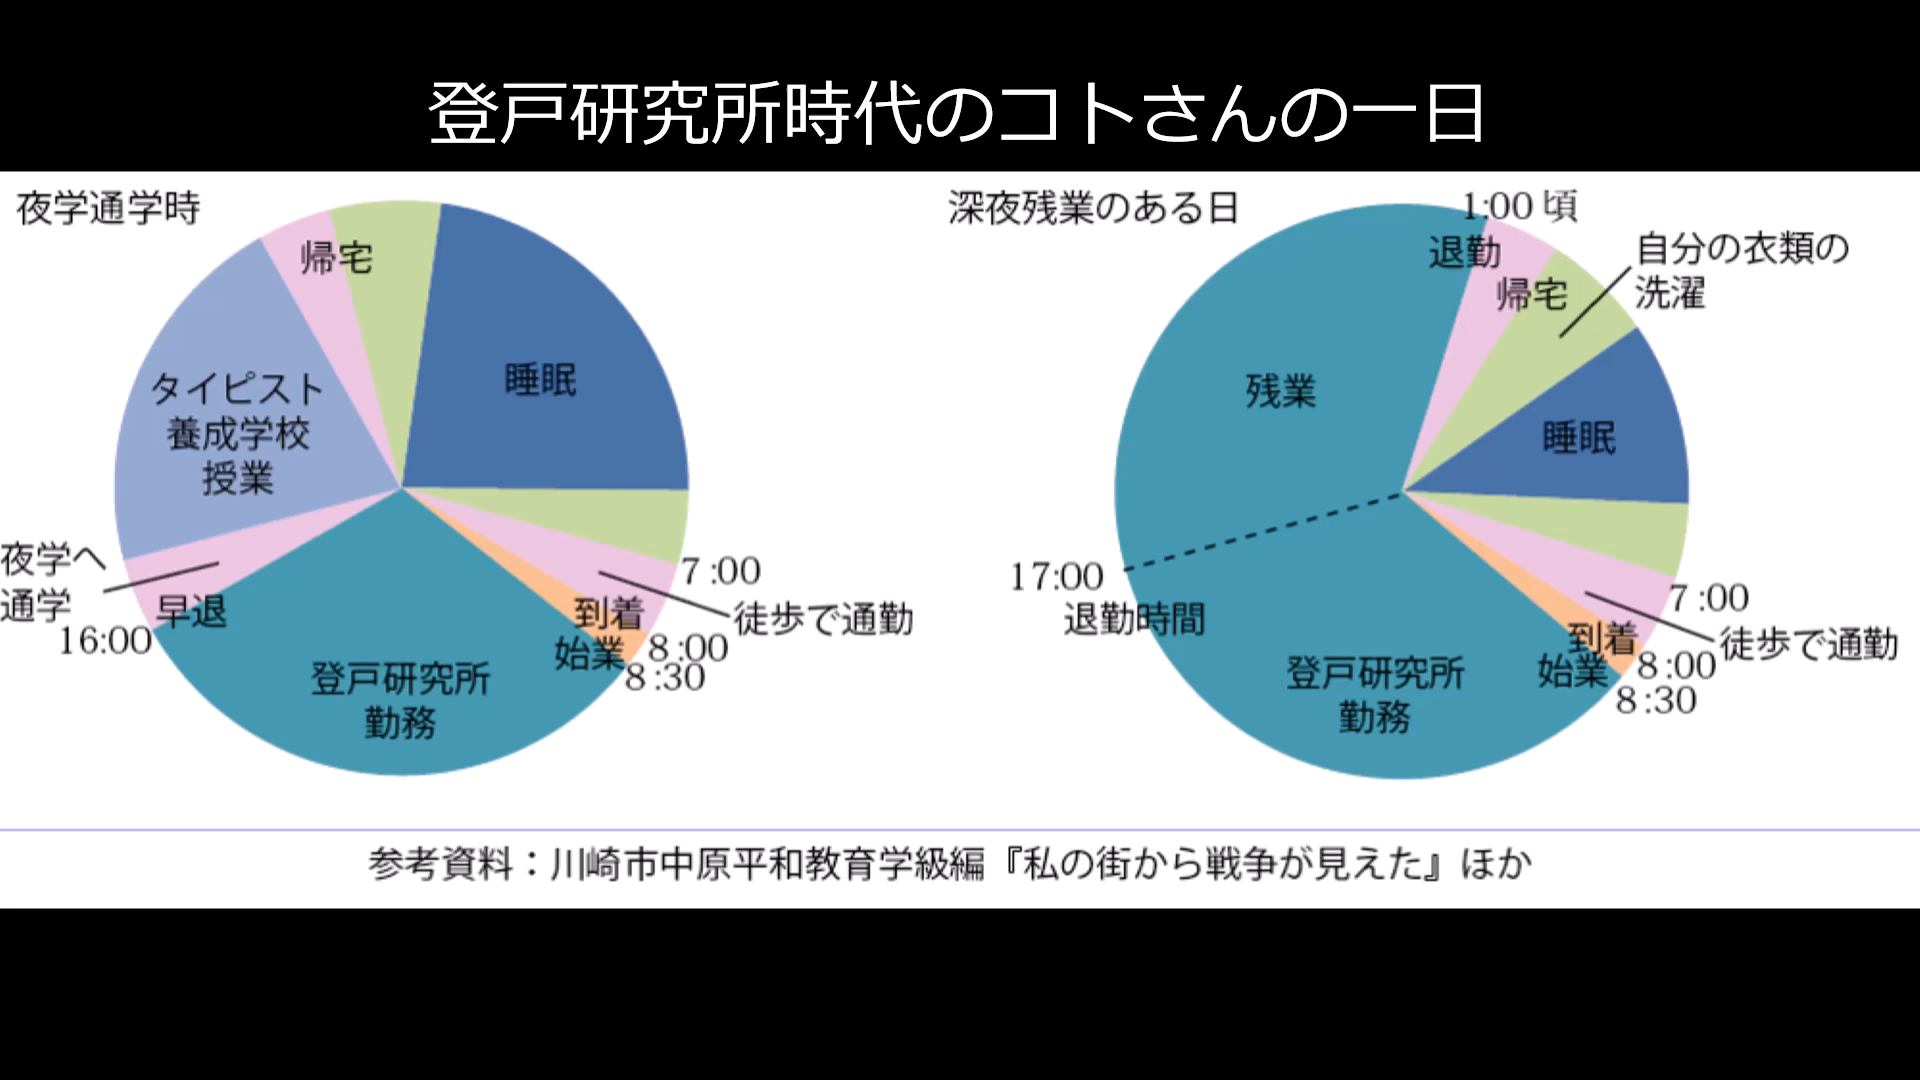 登戸研究所時代のコトさんの一日
夜学通学時
帰宅
睡眠
タイピスト
養成学校
授業
夜学へ
通学
早退
16:00
登戸研究所
勤務
7:00
徒歩で通勤
到着
8:00
始業
8:30
深夜残業のある日
1:00頃
退勤
帰宅
自分の衣類の
洗濯
残業
睡眠
17:00
退勤時間
登戸研究所
勤務
7:00
徒歩で通勤
到着
8:00
始業
8:30
参考資料：川崎市中原平和教育学級編『私の街から戦争が見えた』ほか